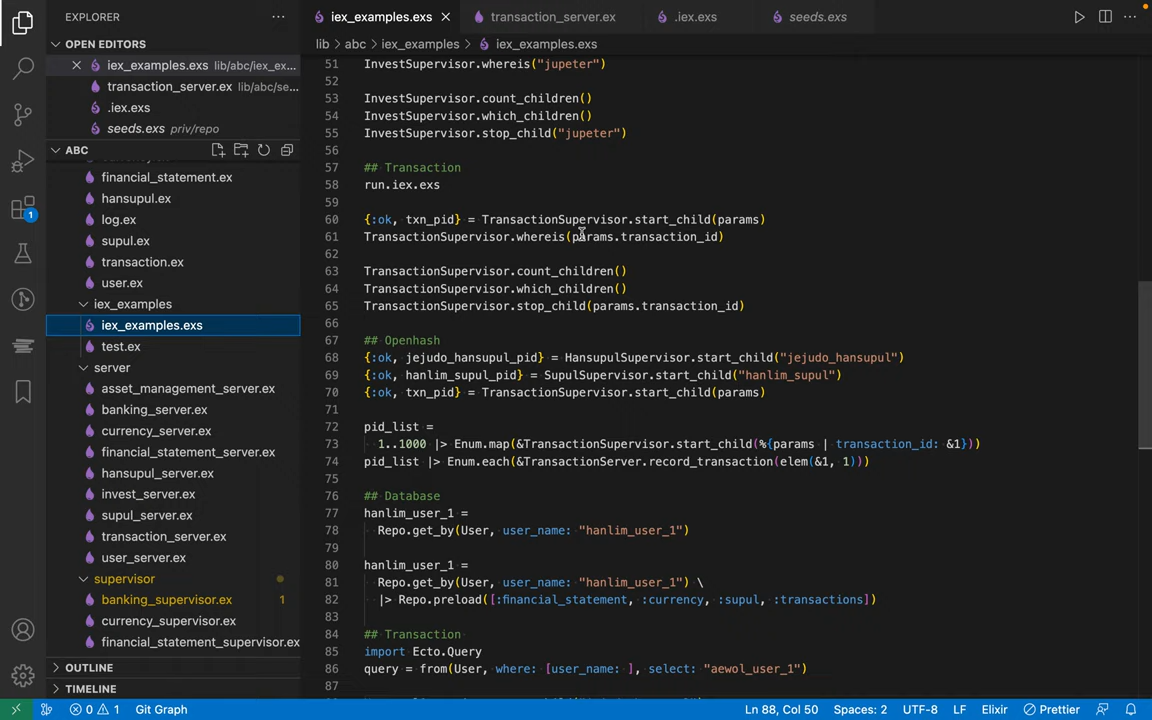 EXPLORER
OPEN EDITORS
iex_examples.exs lib/abc/iex_ex...
transaction_server.ex lib/abc/se...
.iex.exs
seeds.exs priv/repo
ABC
financial_statement.ex
hansupul.ex
log.ex
supul.ex
transaction.ex
user.ex
iex_examples
iex_examples.exs
test.ex
server
asset_management_server.ex
banking_server.ex
currency_server.ex
financial_statement_server.ex
hansupul_server.ex
invest_server.ex
supul_server.ex
transaction_server.ex
user_server.ex
supervisor
banking_supervisor.ex 1
currency_supervisor.ex
financial_statement_supervisor.ex
OUTLINE
TIMELINE
1
iex_examples.exs transaction_server.ex .iex.exs seeds.exs
lib > abc > iex_examples > iex_examples.exs
51 InvestSupervisor.whereis("jupeter")
52
53 InvestSupervisor.count_children()
54 InvestSupervisor.which_children()
55 InvestSupervisor.stop_child("jupeter")
56
57 ## Transaction
58 run.iex.exs
59
60 {:ok, txn_pid} = TransactionSupervisor.start_child(params)
61 TransactionSupervisor.whereis(params.transaction_id)
62
63 TransactionSupervisor.count_children()
64 TransactionSupervisor.which_children()
65 TransactionSupervisor.stop_child(params.transaction_id)
66
67 ## Openhash
68 {:ok, jejudo_hansupul_pid} = HansupulSupervisor.start_child("jejudo_hansupul")
69 {:ok, hanlim_supul_pid} = SupulSupervisor.start_child("hanlim_supul")
70 {:ok, txn_pid} = TransactionSupervisor.start_child(params)
71
72 pid_list =
73 1..1000 |> Enum.map(&TransactionSupervisor.start_child(%{params | transaction_id: &1}))
74 pid_list |> Enum.each(&TransactionServer.record_transaction(elem(&1, 1)))
75
76 ## Database
77 hanlim_user_1 =
78 Repo.get_by(User, user_name: "hanlim_user_1")
79
80 hanlim_user_1 =
81 Repo.get_by(User, user_name: "hanlim_user_1") \
82 |> Repo.preload([:financial_statement, :currency, :supul, :transactions])
83
84 ## Transaction
85 import Ecto.Query
86 query = from(User, where: [user_name: ], select: "aewol_user_1")
87
0 1 Git Graph Ln 88, Col 50 Spaces: 2 UTF-8 LF Elixir Prettier